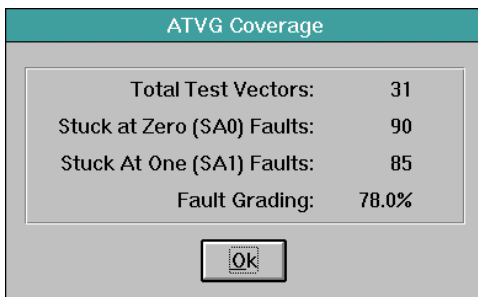 ATVG Coverage
Total Test Vectors: 31
Stuck at Zero (SA0) Faults: 90
Stuck At One (SA1) Faults: 85
Fault Grading: 78.0%
Ok